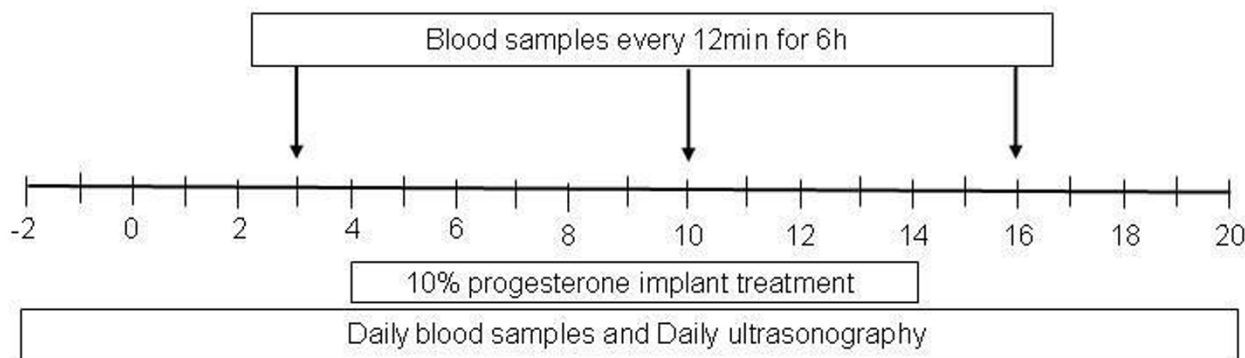 Blood samples every 12min for 6h
-2 0 2 4 6 8 10 12 14 16 18 20
10% progesterone implant treatment
Daily blood samples and Daily ultrasonography